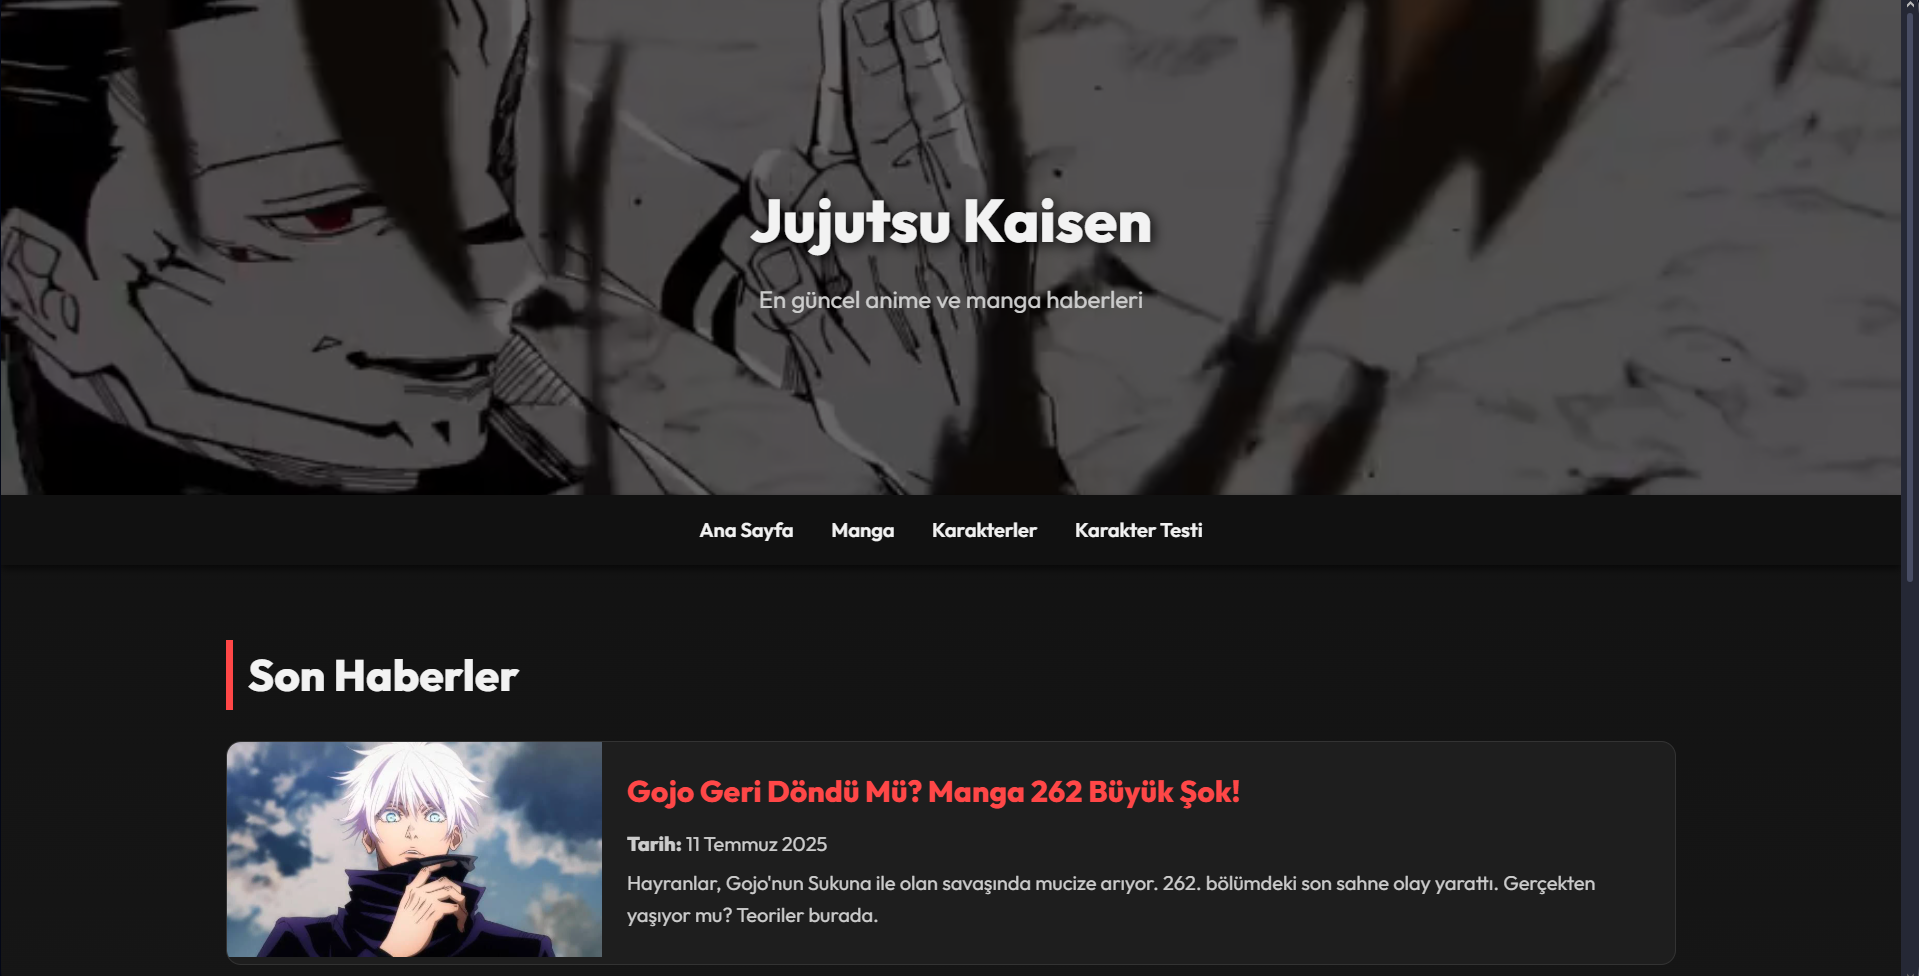 Jujutsu Kaisen
En güncel anime ve manga haberleri
Ana Sayfa Manga Karakterler Karakter Testi
Son Haberler
Gojo Geri Döndü Mü? Manga 262 Büyük Şok!
Tarih: 11 Temmuz 2025
Hayranlar, Gojo'nun Sukuna ile olan savaşında mucize arıyor. 262. bölümdeki son sahne olay yarattı. Gerçekten
yaşıyor mu? Teoriler burada.